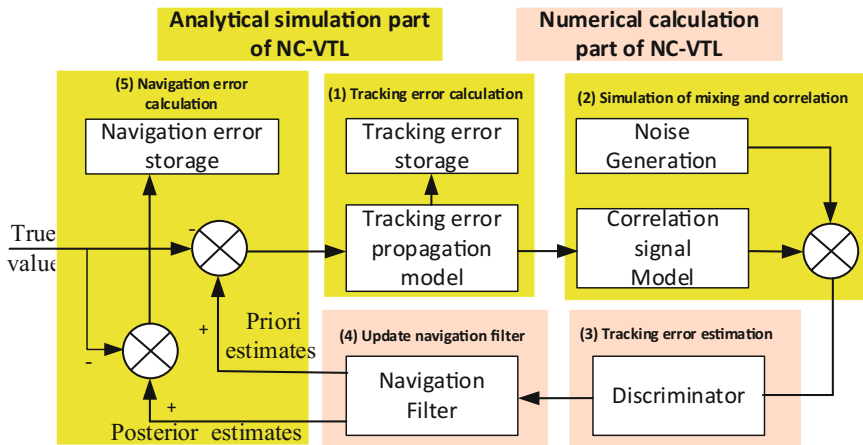 Analytical simulation part
of NC-VTL
Numerical calculation
part of NC-VTL
(5) Navigation error
calculation
Navigation error
storage
(1) Tracking error calculation
Tracking error
storage
Tracking error
propagation
model
(2) Simulation of mixing and correlation
Noise
Generation
Correlation
signal
Model
True
value
-
+
Priori
estimates
-
+
Posterior estimates
(4) Update navigation filter
Navigation
Filter
(3) Tracking error estimation
Discriminator